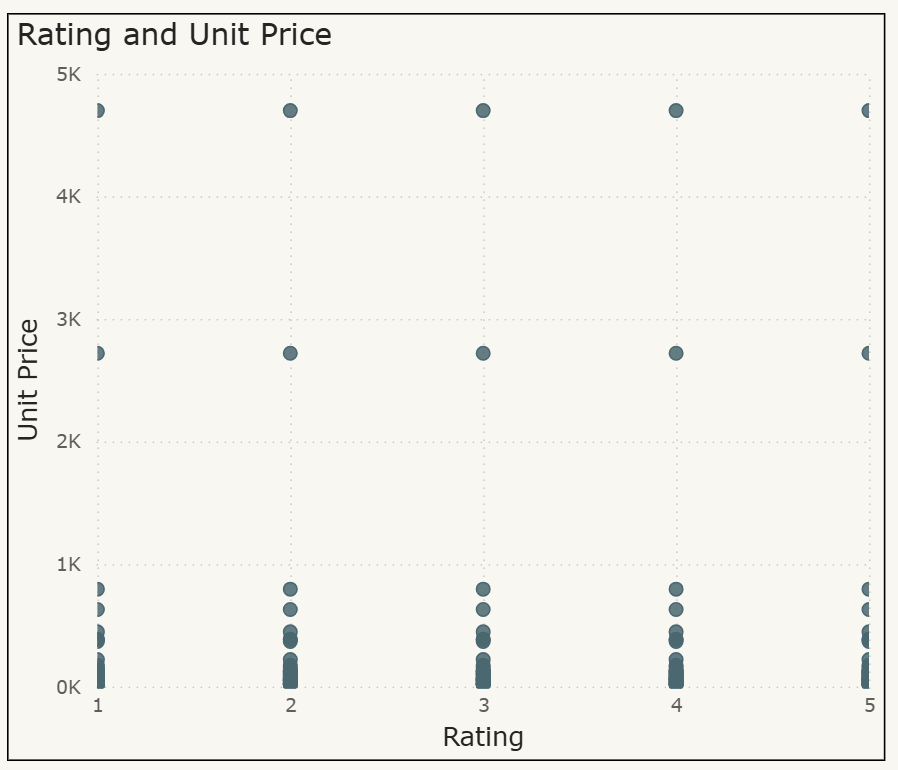 Rating and Unit Price
5K
4K
3K
2K
1K
0K
Unit Price
1 2 3 4 5
Rating